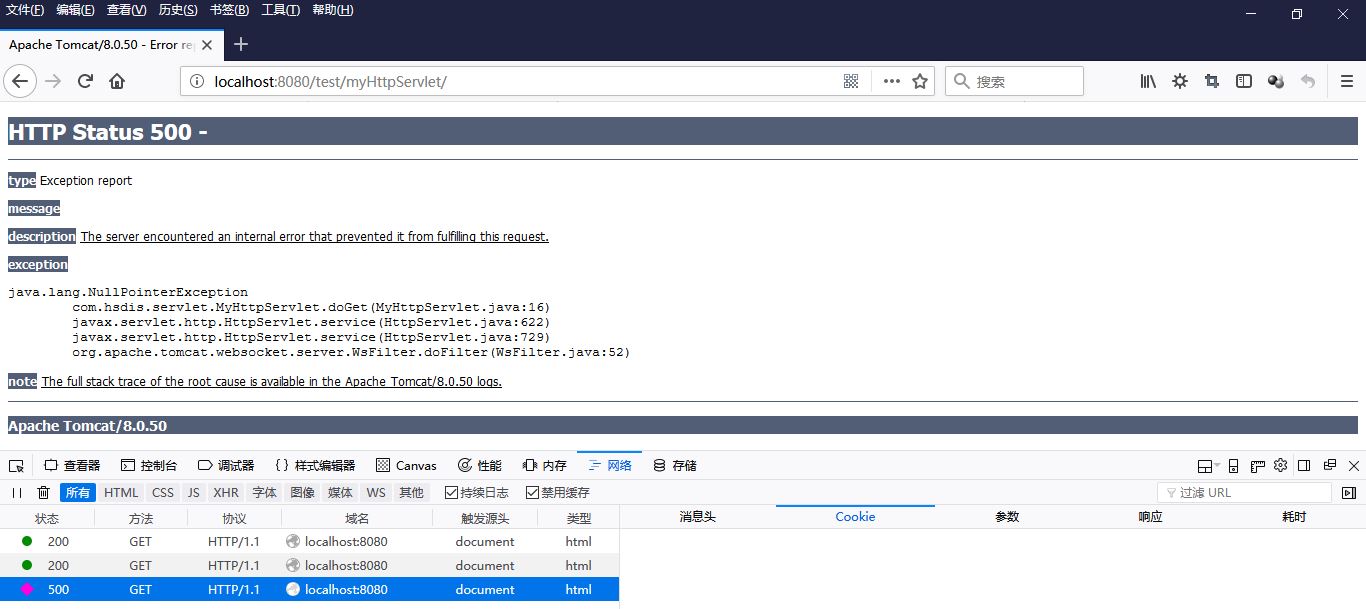 文件(F) 编辑(E) 查看(V) 历史(S) 书签(B) 工具(T) 帮助(H)
Apache Tomcat/8.0.50 - Error re
localhost:8080/test/myHttpServlet/ 搜索
HTTP Status 500 -
type Exception report
message
description The server encountered an internal error that prevented it from fulfilling this request.
exception
java.lang.NullPointerException
com.hsdis.servlet.MyHttpServlet.doGet(MyHttpServlet.java:16)
javax.servlet.http.HttpServlet.service(HttpServlet.java:622)
javax.servlet.http.HttpServlet.service(HttpServlet.java:729)
org.apache.tomcat.websocket.server.WsFilter.doFilter(WsFilter.java:52)
note The full stack trace of the root cause is available in the Apache Tomcat/8.0.50 logs.
Apache Tomcat/8.0.50
查看器 控制台 调试器 {} 样式编辑器 Canvas 性能 内存 网络 存储
所有 HTML CSS JS XHR 字体 图像 媒体 WS 其他 持续日志 禁用缓存 过滤 URL
状态 方法 协议 域名 触发源头 类型 消息头 Cookie 参数 响应 耗时
200 GET HTTP/1.1 localhost:8080 document html
200 GET HTTP/1.1 localhost:8080 document html
500 GET HTTP/1.1 localhost:8080 document html